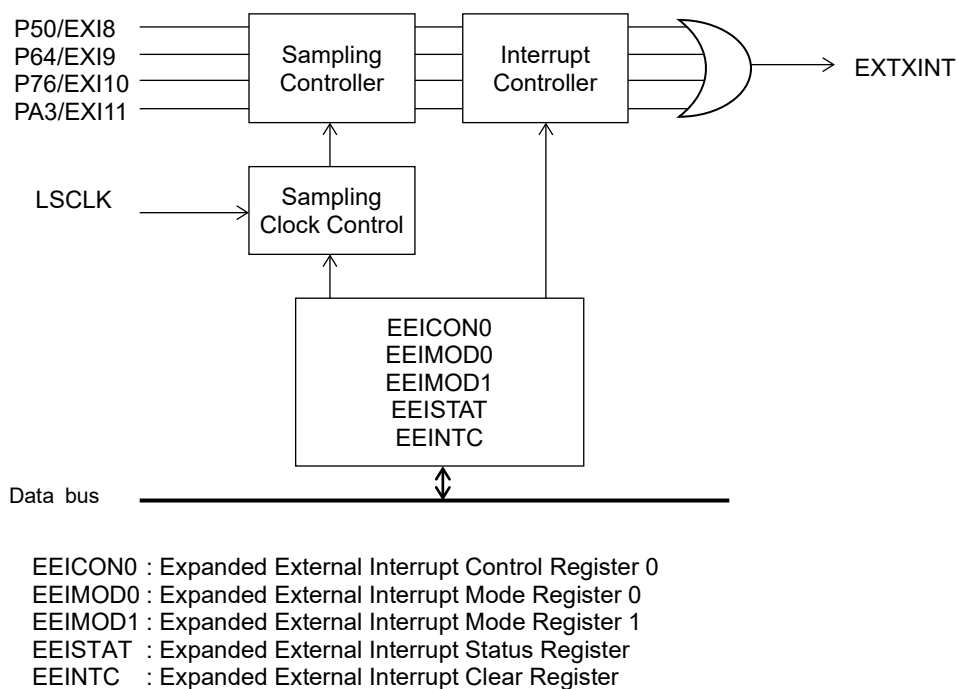 P50/EXI8
P64/EXI9
P76/EXI10
PA3/EXI11
Sampling
Controller
Interrupt
Controller
EXTXINT
LSCLK
Sampling
Clock Control
EEICON0
EEIMOD0
EEIMOD1
EEISTAT
EEINTC
Data bus
EEICON0 : Expanded External Interrupt Control Register 0
EEIMOD0 : Expanded External Interrupt Mode Register 0
EEIMOD1 : Expanded External Interrupt Mode Register 1
EEISTAT : Expanded External Interrupt Status Register
EEINTC : Expanded External Interrupt Clear Register